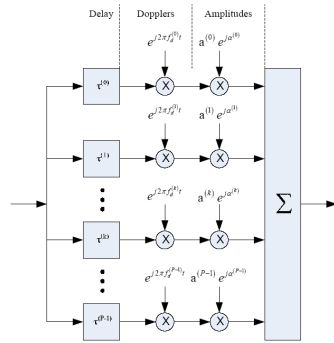 Delay Dopplers Amplitudes
e^{j2πf_d^{(0)}t} a^{(0)} e^{jα^{(0)}}
τ^{(0)} X X
e^{j2πf_d^{(1)}t} a^{(1)} e^{jα^{(1)}}
τ^{(1)} X X
Σ
e^{j2πf_d^{(k)}t} a^{(k)} e^{jα^{(k)}}
τ^{(k)} X X
e^{j2πf_d^{(P-1)}t} a^{(P-1)} e^{jα^{(P-1)}}
τ^{(P-1)} X X